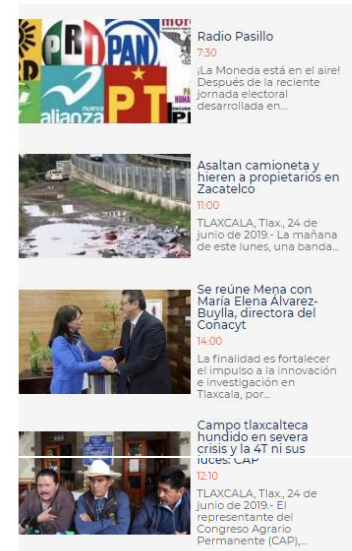 PRI
PAN
nueva
alianza
PT
Radio Pasillo
7:30
¡La Moneda está en el aire!
Después de la reciente
jornada electoral
desarrollada en...
Asaltan camioneta y
hieren a propietarios en
Zacatelco
11:00
TLAXCALA, Tlax., 24 de
junio de 2019.- La mañana
de este lunes, una banda...
Se reúne Mena con
María Elena Álvarez-
Buylla, directora del
Conacyt
14:00
La finalidad es fortalecer
el impulso a la innovación
e investigación en
Tlaxcala, por...
Campo tlaxcalteca
hundido en severa
crisis y la 4T ni sus
luces: CAP
12:10
TLAXCALA, Tlax., 24 de
junio de 2019.- El
representante del
Congreso Agrario
Permanente (CAP),...